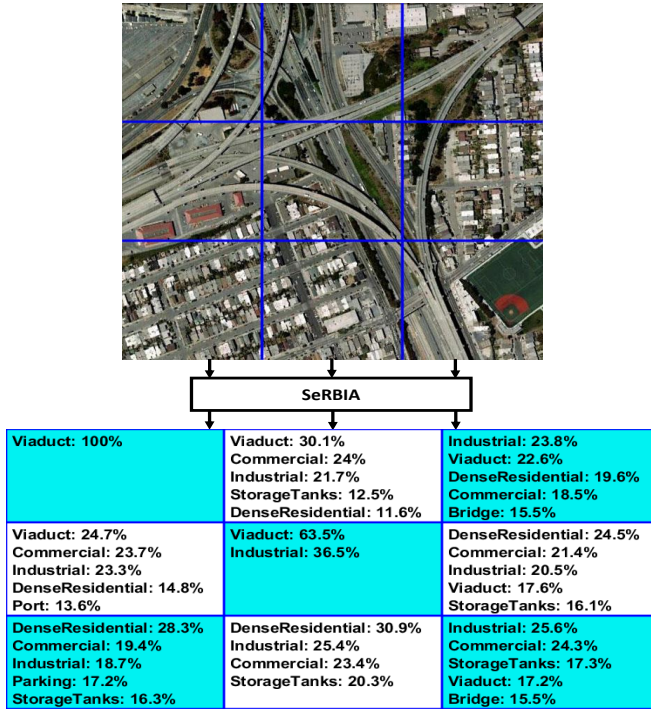 SeRBIA
Viaduct: 100%
Viaduct: 30.1%
Commercial: 24%
Industrial: 21.7%
StorageTanks: 12.5%
DenseResidential: 11.6%
Industrial: 23.8%
Viaduct: 22.6%
DenseResidential: 19.6%
Commercial: 18.5%
Bridge: 15.5%
Viaduct: 24.7%
Commercial: 23.7%
Industrial: 23.3%
DenseResidential: 14.8%
Port: 13.6%
Viaduct: 63.5%
Industrial: 36.5%
DenseResidential: 24.5%
Commercial: 21.4%
Industrial: 20.5%
Viaduct: 17.6%
StorageTanks: 16.1%
DenseResidential: 28.3%
Commercial: 19.4%
Industrial: 18.7%
Parking: 17.2%
StorageTanks: 16.3%
DenseResidential: 30.9%
Industrial: 25.4%
Commercial: 23.4%
StorageTanks: 20.3%
Industrial: 25.6%
Commercial: 24.3%
StorageTanks: 17.3%
Viaduct: 17.2%
Bridge: 15.5%